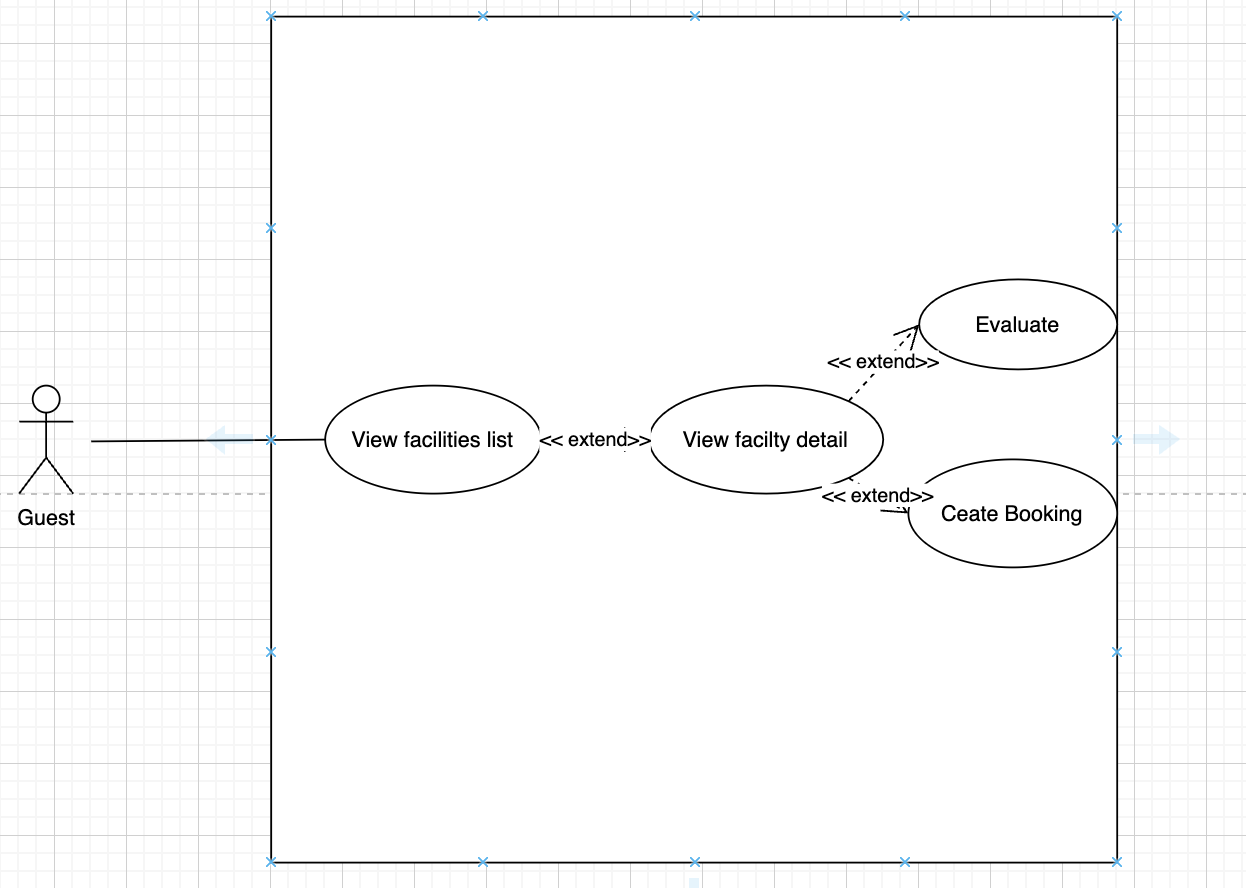 Evaluate
<< extend>>
View facilities list
<< extend>>
View facilty detail
<< extend>>
Ceate Booking
Guest